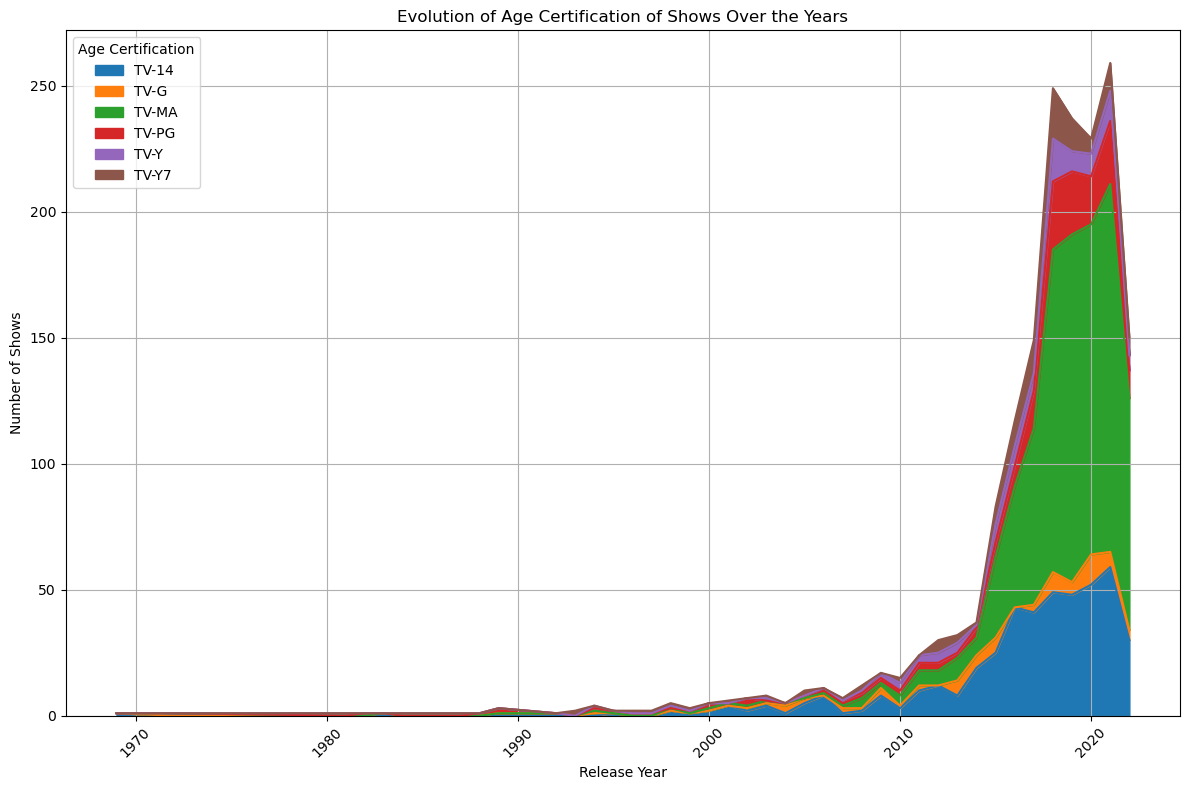 Evolution of Age Certification of Shows Over the Years
Age Certification
TV-14
TV-G
TV-MA
TV-PG
TV-Y
TV-Y7
250
200
150
100
50
0
Number of Shows
1970
1980
1990
2000
2010
2020
Release Year